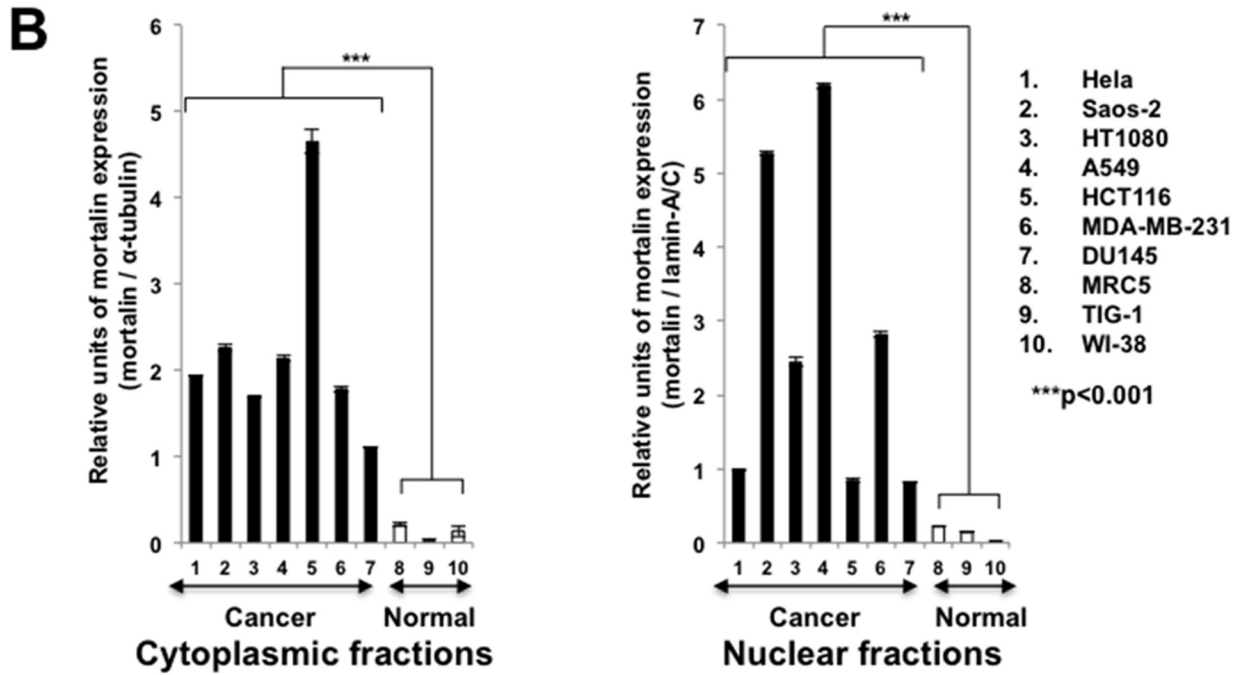 B
Relative units of mortalin expression
(mortalin / α-tubulin)
6
5
4
3
2
1
0
***
1 2 3 4 5 6 7 8 9 10
Cancer Normal
Cytoplasmic fractions
Relative units of mortalin expression
(mortalin / lamin-A/C)
7
6
5
4
3
2
1
0
***
1 2 3 4 5 6 7 8 9 10
Cancer Normal
Nuclear fractions
1. Hela
2. Saos-2
3. HT1080
4. A549
5. HCT116
6. MDA-MB-231
7. DU145
8. MRC5
9. TIG-1
10. WI-38
***p<0.001